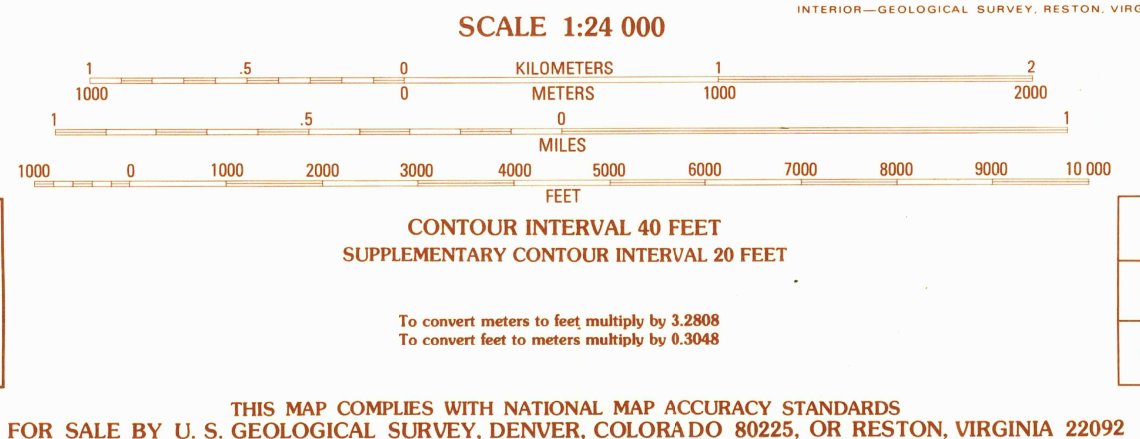 INTERIOR—GEOLOGICAL SURVEY, RESTON, VIRG
SCALE 1:24 000
1 .5 0 KILOMETERS 1 2
1000 0 METERS 1000 2000
1 .5 0 1
MILES
1000 0 1000 2000 3000 4000 5000 6000 7000 8000 9000 10 000
FEET
CONTOUR INTERVAL 40 FEET
SUPPLEMENTARY CONTOUR INTERVAL 20 FEET
To convert meters to feet multiply by 3.2808
To convert feet to meters multiply by 0.3048
THIS MAP COMPLIES WITH NATIONAL MAP ACCURACY STANDARDS
FOR SALE BY U. S. GEOLOGICAL SURVEY, DENVER, COLORADO 80225, OR RESTON, VIRGINIA 22092